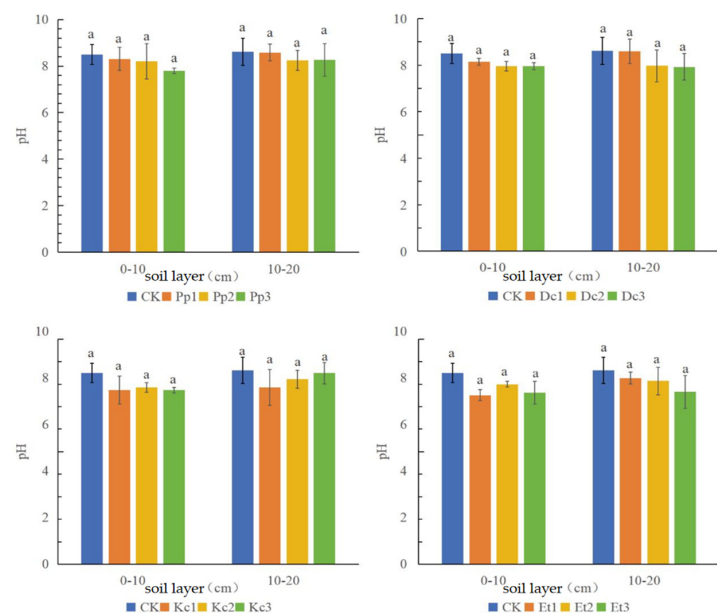 10
8
6
4
2
0
pH
a a a a a a a a
0-10 10-20
soil layer（cm）
CK Pp1 Pp2 Pp3
10
8
6
4
2
0
pH
a a a a a a a a
0-10 10-20
soil layer（cm）
CK Dc1 Dc2 Dc3
10
8
6
4
2
0
pH
a a a a a a a a
0-10 10-20
soil layer（cm）
CK Kc1 Kc2 Kc3
10
8
6
4
2
0
pH
a a a a a a a a
0-10 10-20
soil layer（cm）
CK Et1 Et2 Et3